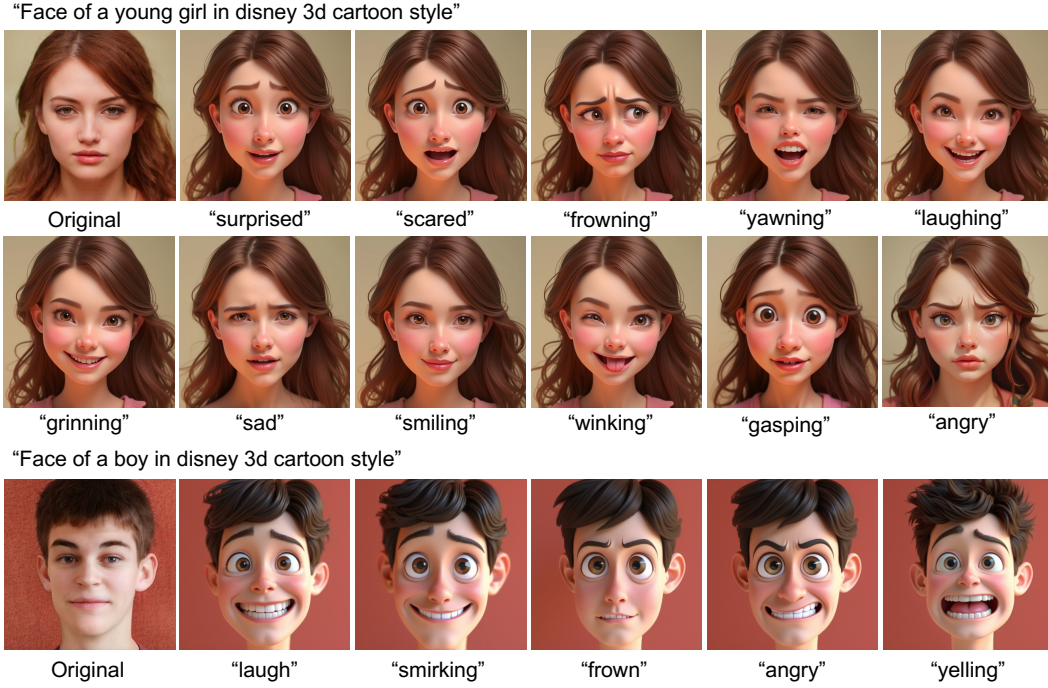 “Face of a young girl in disney 3d cartoon style”
Original “surprised” “scared” “frowning” “yawning” “laughing”
“grinning” “sad” “smiling” “winking” “gasping” “angry”
“Face of a boy in disney 3d cartoon style”
Original “laugh” “smirking” “frown” “angry” “yelling”